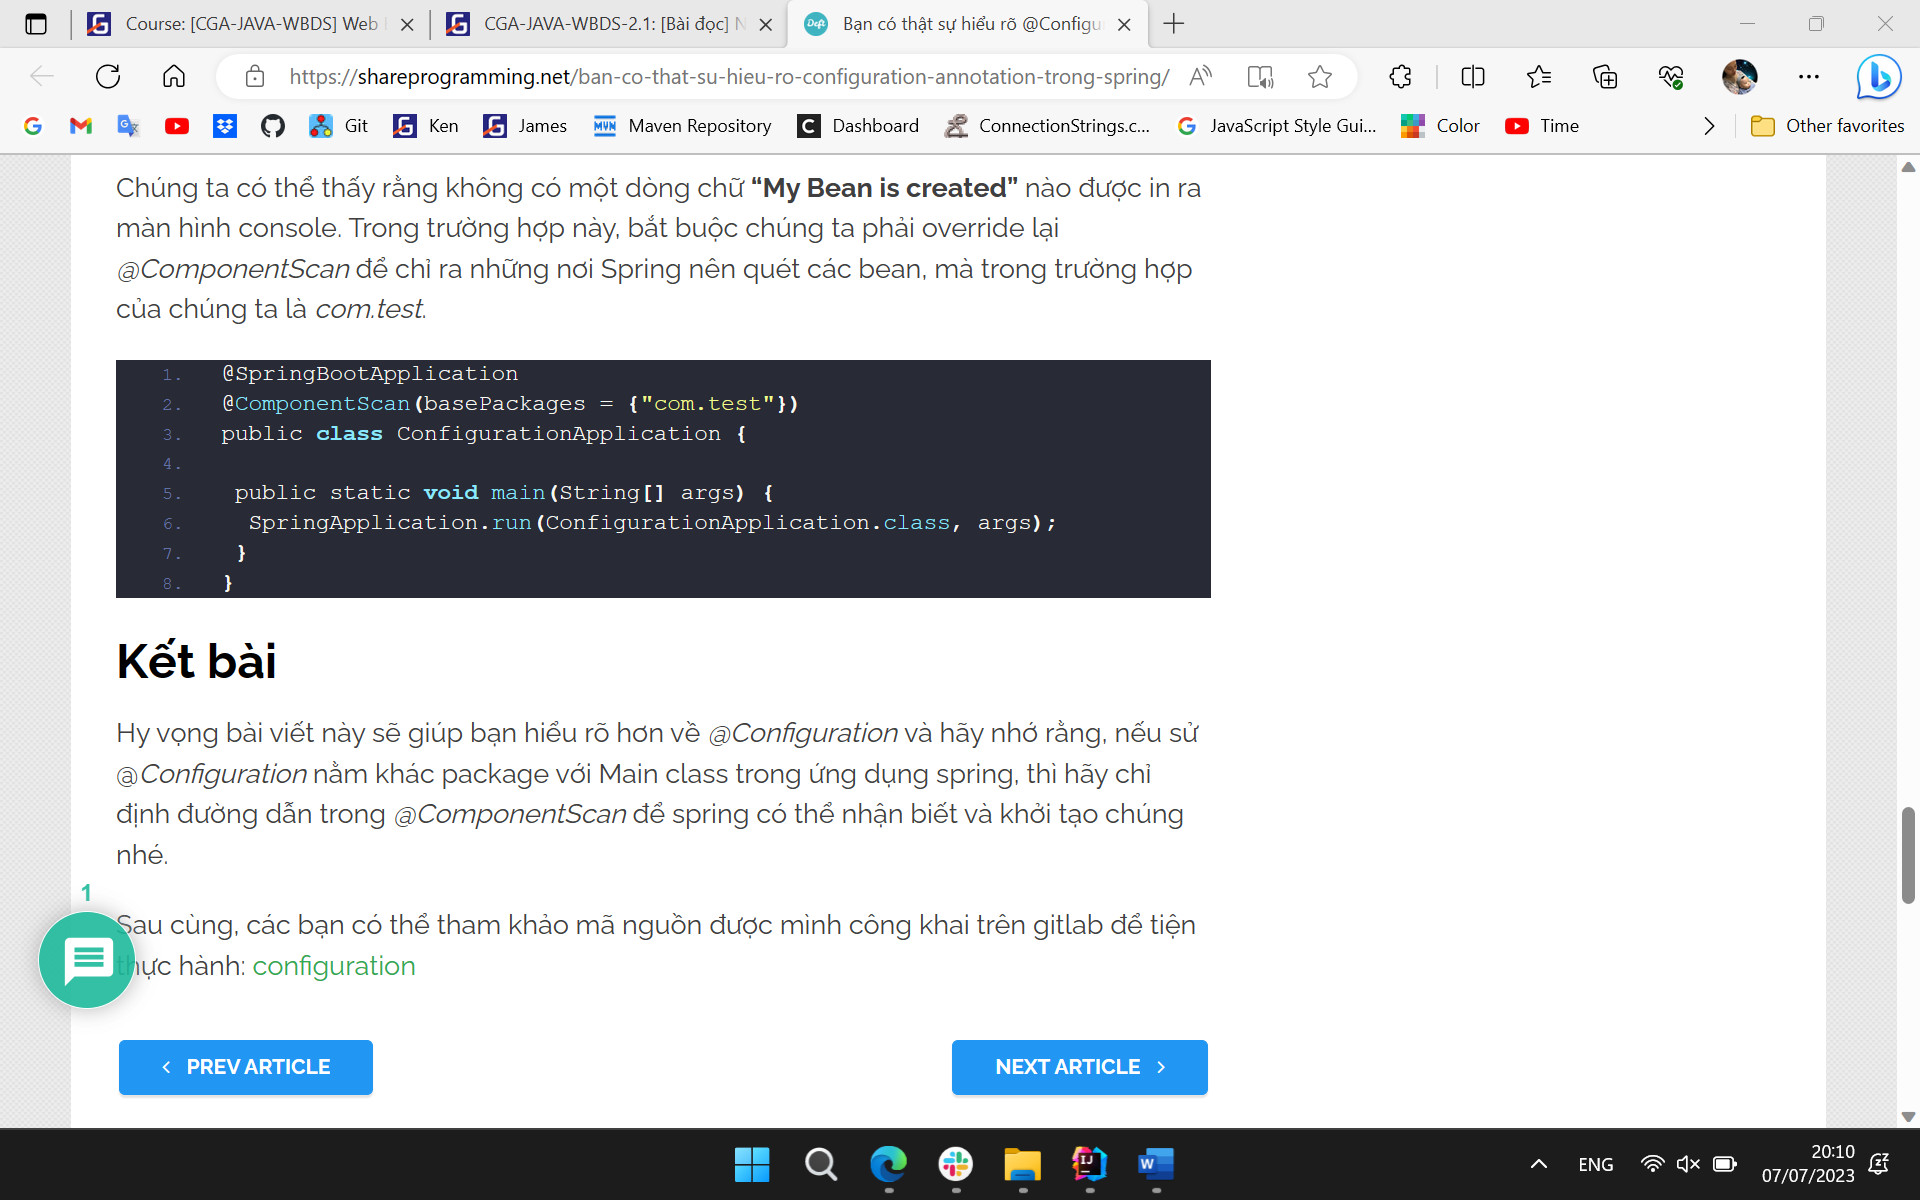 Course: [CGA-JAVA-WBDS] Web
CGA-JAVA-WBDS-2.1: [Bài đọc] N
Bạn có thật sự hiểu rõ @Configu
https://shareprogramming.net/ban-co-that-su-hieu-ro-configuration-annotation-trong-spring/
Git
Ken
James
MVN Maven Repository
Dashboard
ConnectionStrings.c...
JavaScript Style Gui...
Color
Time
Other favorites
Chúng ta có thể thấy rằng không có một dòng chữ “My Bean is created” nào được in ra
màn hình console. Trong trường hợp này, bắt buộc chúng ta phải override lại
@ComponentScan để chỉ ra những nơi Spring nên quét các bean, mà trong trường hợp
của chúng ta là com.test.
1. @SpringBootApplication
2. @ComponentScan(basePackages = {"com.test"})
3. public class ConfigurationApplication {
4.
5. public static void main(String[] args) {
6. SpringApplication.run(ConfigurationApplication.class, args);
7. }
8. }
Kết bài
Hy vọng bài viết này sẽ giúp bạn hiểu rõ hơn về @Configuration và hãy nhớ rằng, nếu sử
@Configuration nằm khác package với Main class trong ứng dụng spring, thì hãy chỉ
định đường dẫn trong @ComponentScan để spring có thể nhận biết và khởi tạo chúng
nhé.
1
Sau cùng, các bạn có thể tham khảo mã nguồn được mình công khai trên gitlab để tiện
thực hành: configuration
PREV ARTICLE
NEXT ARTICLE
ENG
20:10
07/07/2023